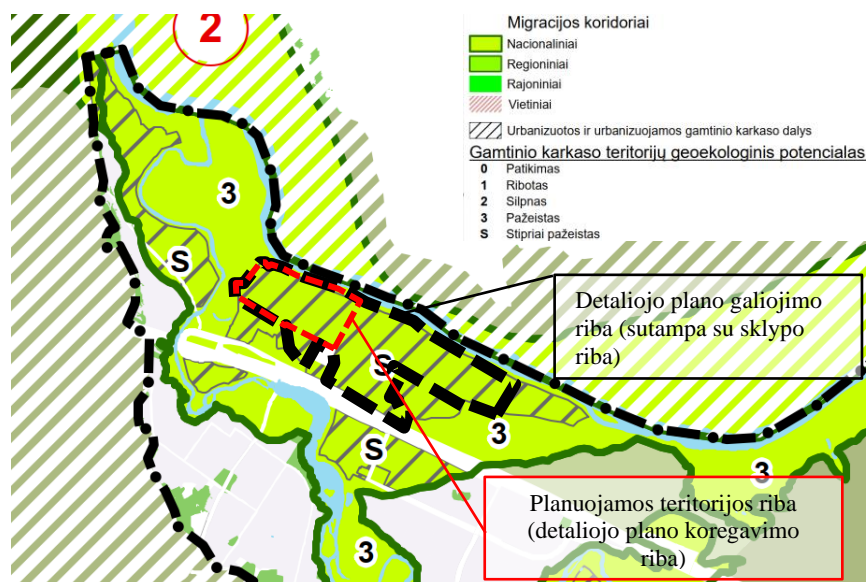 2
Migracijos koridoriai
Nacionaliniai
Regioniniai
Rajoniniai
Vietiniai
Urbanizuotos ir urbanizuojamos gamtinio karkaso dalys
Gamtinio karkaso teritorijų geoekologinis potencialas
0 Patikimas
1 Ribotas
2 Silpnas
3 Pažeistas
S Stipriai pažeistas
3
S
Detaliojo plano galiojimo
riba (sutampa su sklypo
riba)
S
3
S
3
Planuojamos teritorijos riba
(detaliojo plano koregavimo
riba)
3